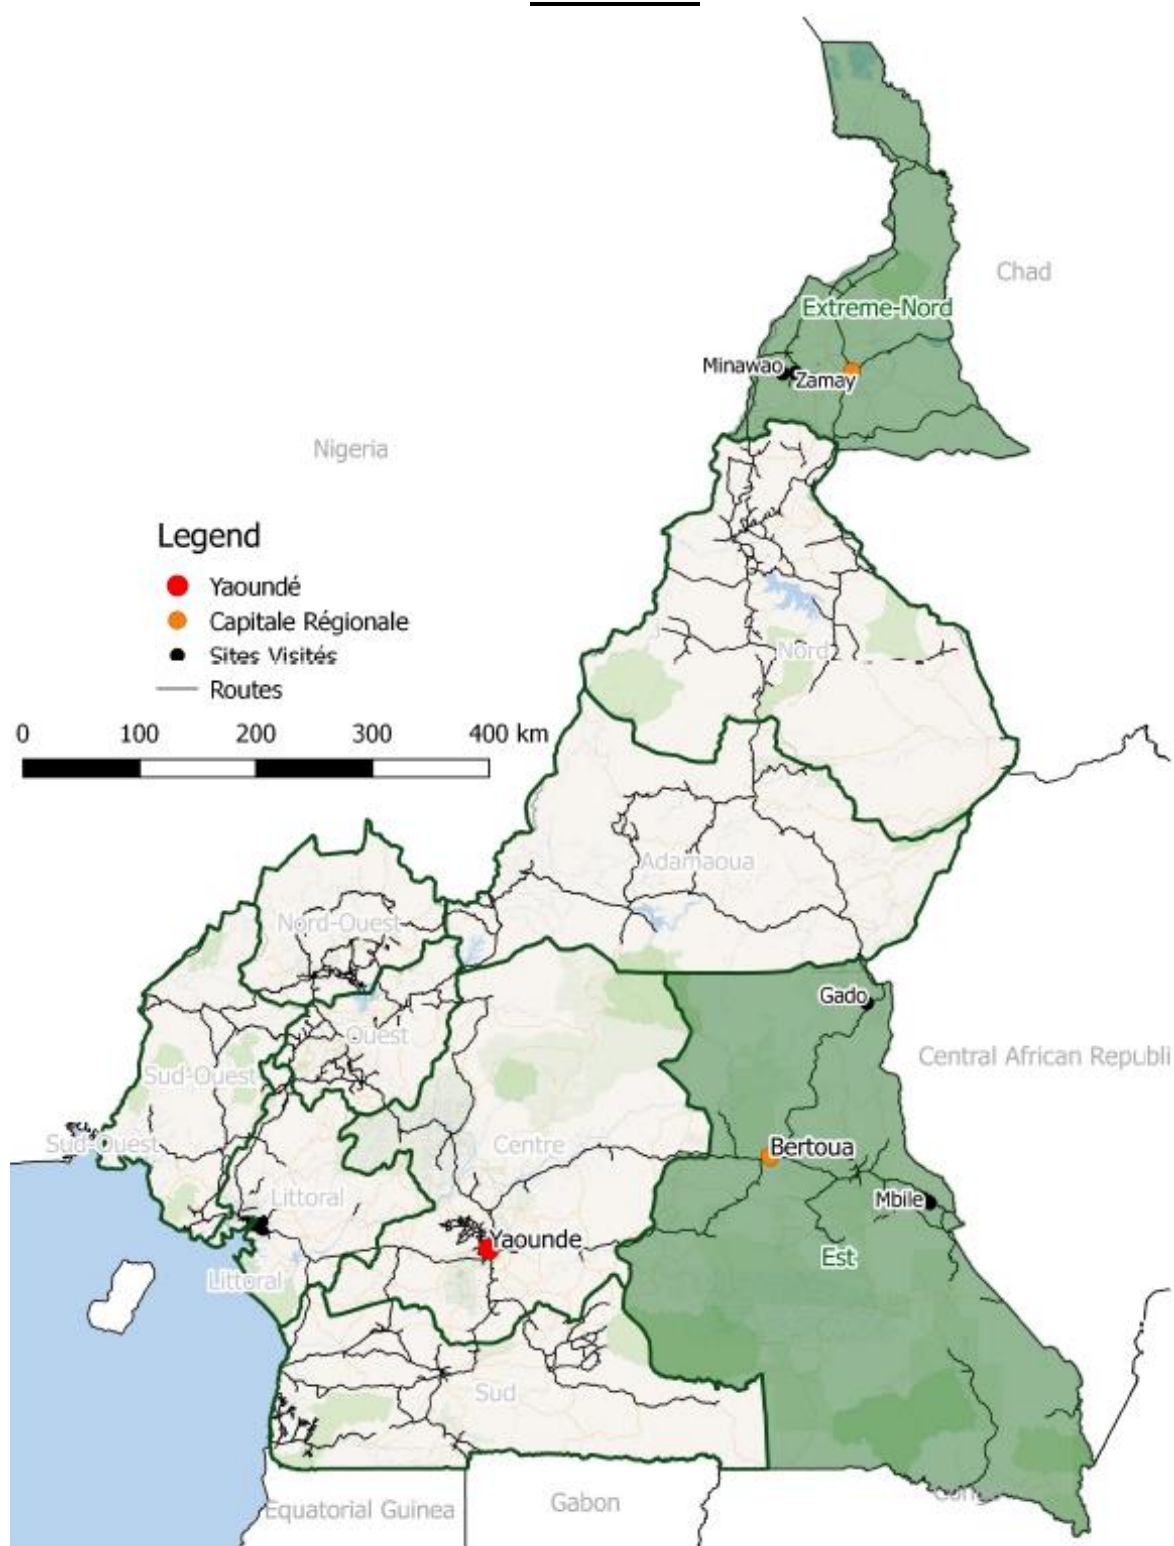 Chad
Extreme-Nord
Minawao
Zamay
Nigeria
Legend
Yaoundé
Capitale Régionale
Sites Visités
Routes
0 100 200 300 400 km
Nord
Adamaoua
Nord-Ouest
Gado
Ouest
Central African Republi
Sud-Ouest
Sud-Ouest
Centre
Bertoua
Littoral
Mbile
Yaounde
Est
Littoral
Sud
Equatorial Guinea
Gabon